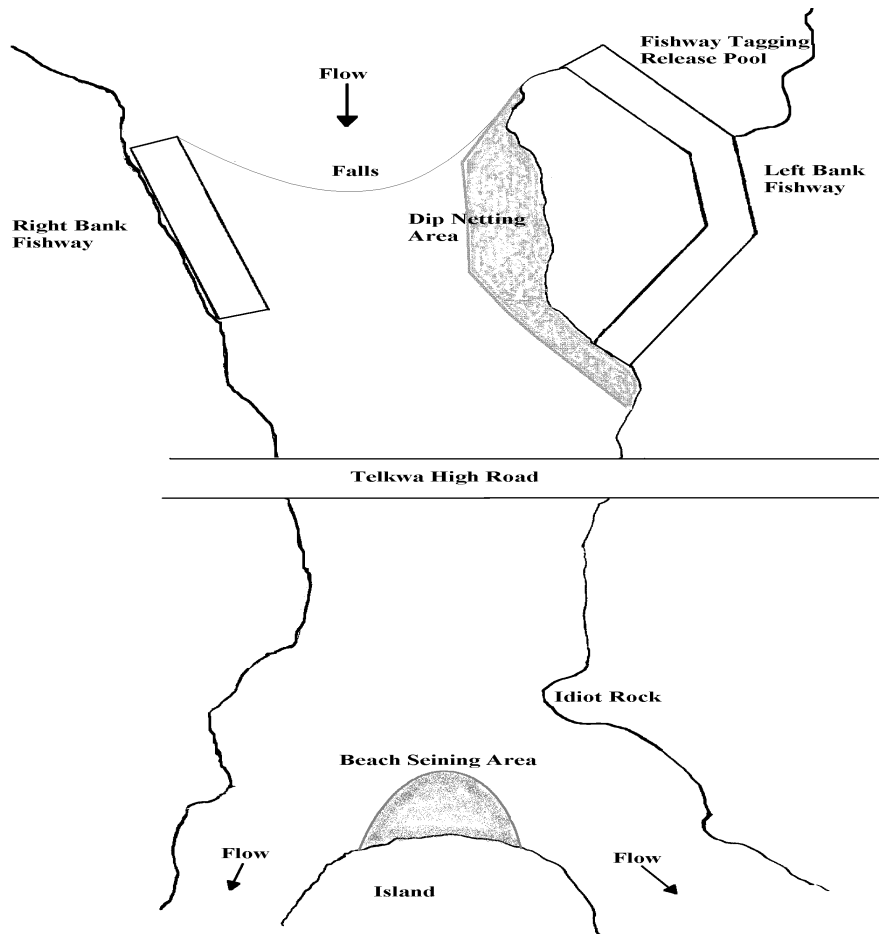 Fishway Tagging
Release Pool
Flow
Falls
Left Bank
Fishway
Dip Netting
Area
Right Bank
Fishway
Telkwa High Road
Idiot Rock
Beach Seining Area
Flow
Flow
Island